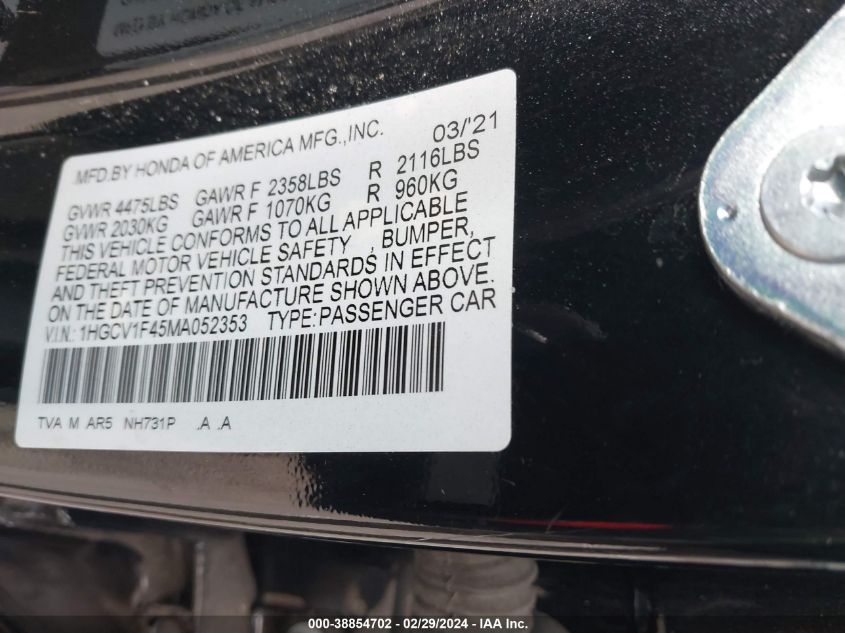 MFD.BY HONDA OF AMERICA MFG.,INC. 03/'21
GVWR 4475LBS GAWR F 2358LBS R 2116LBS
GVWR 2030KG GAWR F 1070KG R 960KG
THIS VEHICLE CONFORMS TO ALL APPLICABLE
FEDERAL MOTOR VEHICLE SAFETY , BUMPER,
AND THEFT PREVENTION STANDARDS IN EFFECT
ON THE DATE OF MANUFACTURE SHOWN ABOVE.
V.I.N.: 1HGCV1F45MA052353 TYPE:PASSENGER CAR
TVA M AR5 NH731P .A .A
000-38854702 - 02/29/2024 - IAA Inc.